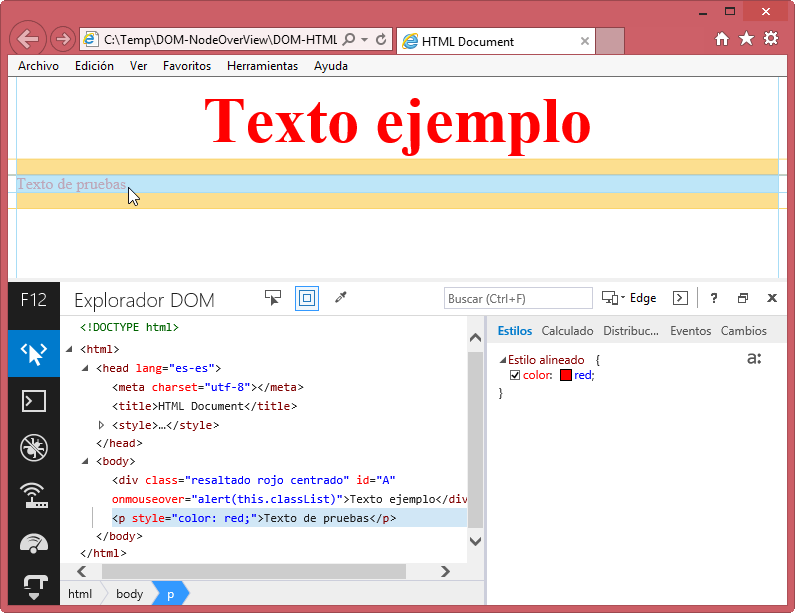 C:\Temp\DOM-NodeOverView\DOM-HTML
HTML Document
Archivo Edición Ver Favoritos Herramientas Ayuda
Texto ejemplo
Texto de pruebas
F12 Explorador DOM Buscar (Ctrl+F) Edge ?
<!DOCTYPE html>
<html>
<head lang="es-es">
<meta charset="utf-8"></meta>
<title>HTML Document</title>
<style>…</style>
</head>
<body>
<div class="resaltado rojo centrado" id="A"
onmouseover="alert(this.classList)">Texto ejemplo</div
<p style="color: red;">Texto de pruebas</p>
</body>
</html>
html body p
Estilos Calculado Distribuc... Eventos Cambios
Estilo alineado {
a:
color: red;
}